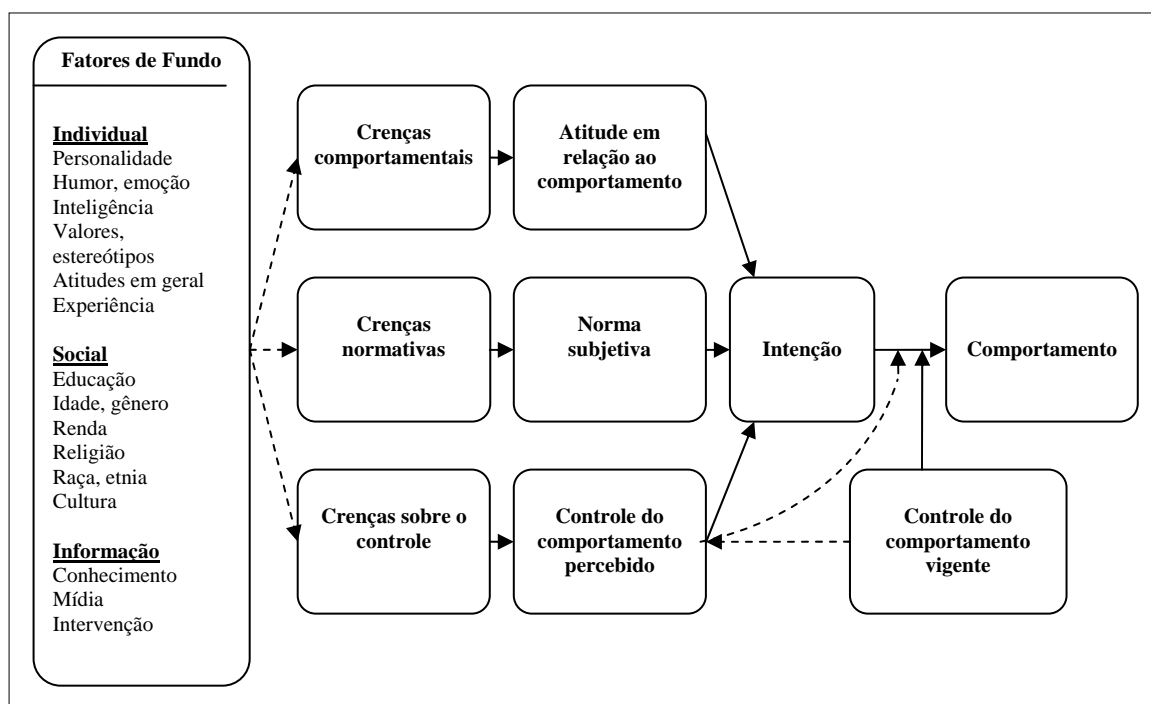 Fatores de Fundo
Individual
Personalidade
Humor, emoção
Inteligência
Valores,
estereótipos
Atitudes em geral
Experiência
Social
Educação
Idade, gênero
Renda
Religião
Raça, etnia
Cultura
Informação
Conhecimento
Mídia
Intervenção
Crenças
comportamentais
Atitude em
relação ao
comportamento
Crenças
normativas
Norma
subjetiva
Intenção
Comportamento
Crenças sobre o
controle
Controle do
comportamento
percebido
Controle do
comportamento
vigente